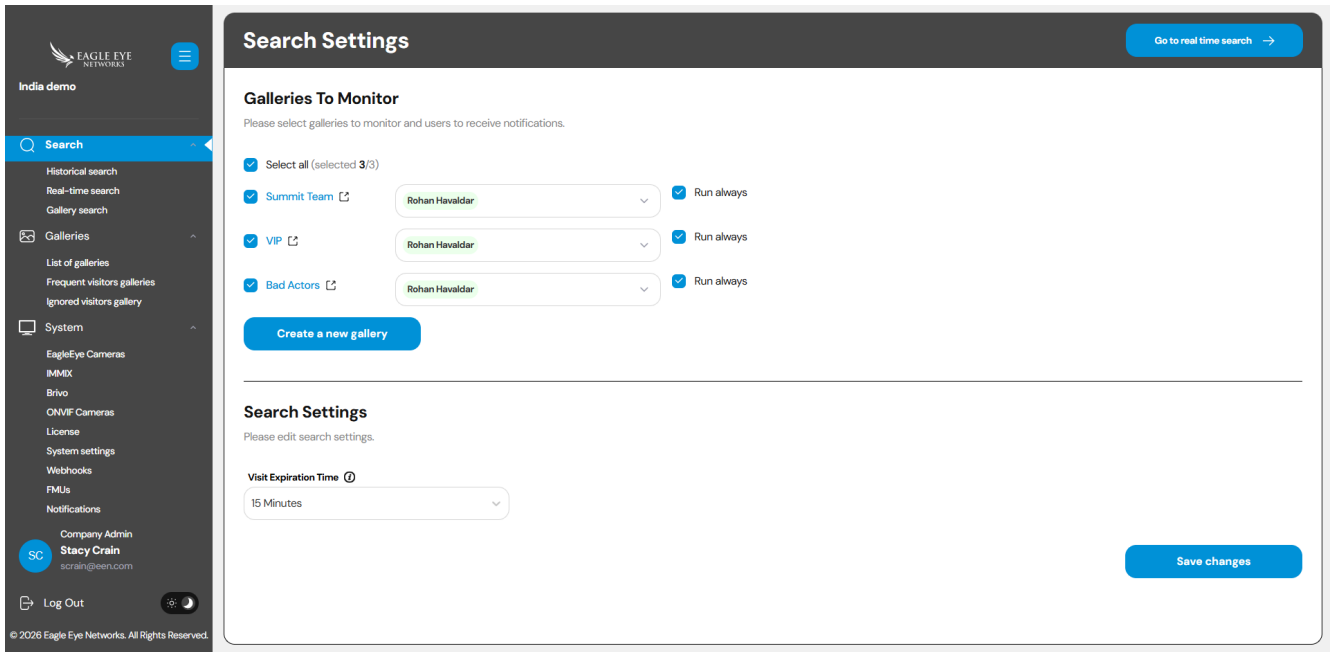 EAGLE EYE
NETWORKS
India demo
Search
Historical search
Real-time search
Gallery search
Galleries
List of galleries
Frequent visitors galleries
Ignored visitors gallery
System
EagleEye Cameras
IMMIX
Brivo
ONVIF Cameras
License
System settings
Webhooks
FMUs
Notifications
Company Admin
SC
Stacy Crain
scrain@een.com
Log Out
© 2026 Eagle Eye Networks. All Rights Reserved.
Search Settings
Go to real time search
Galleries To Monitor
Please select galleries to monitor and users to receive notifications.
Select all (selected 3/3)
Summit Team Rohan Havaldar Run always
VIP Rohan Havaldar Run always
Bad Actors Rohan Havaldar Run always
Create a new gallery
Search Settings
Please edit search settings.
Visit Expiration Time
15 Minutes
Save changes